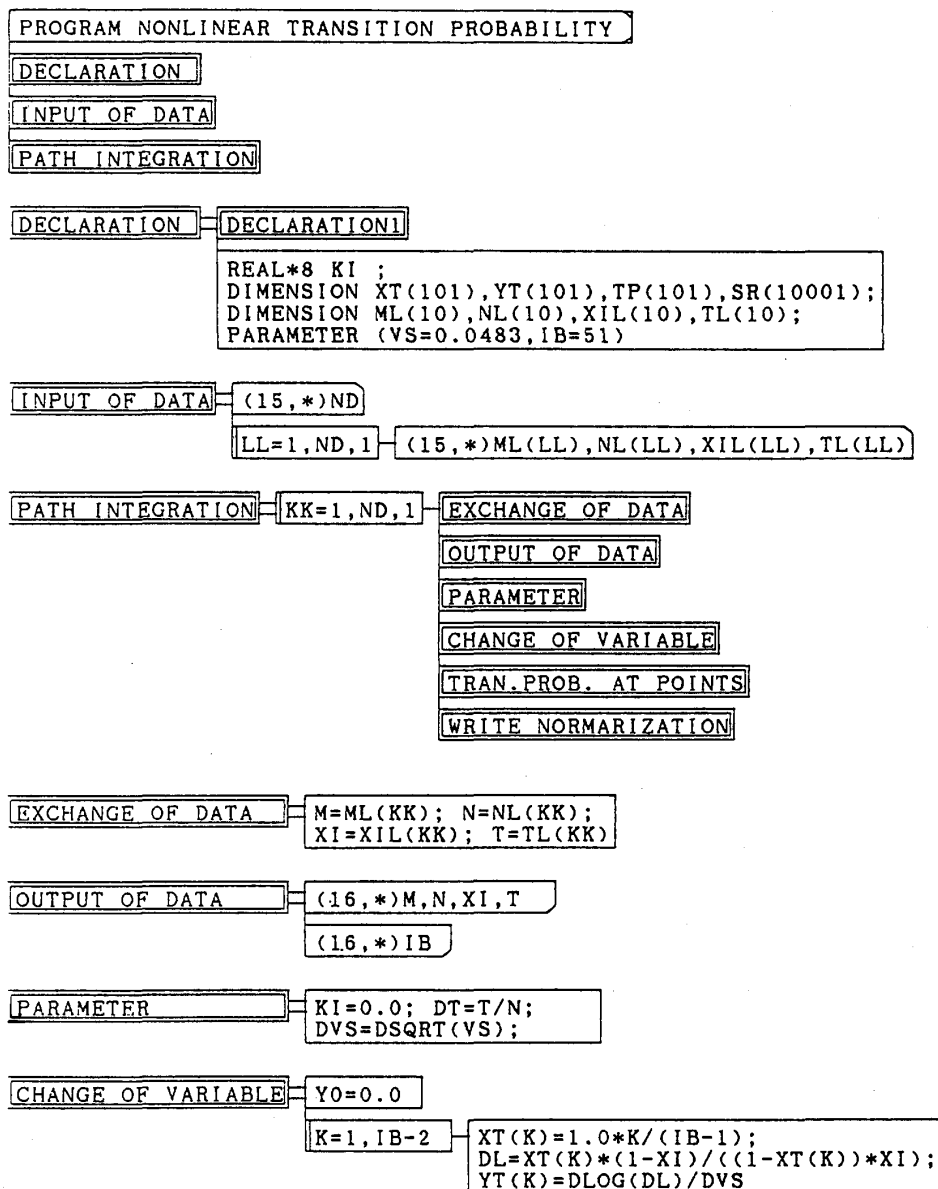 PROGRAM NONLINEAR TRANSITION PROBABILITY
DECLARATION
INPUT OF DATA
PATH INTEGRATION
DECLARATION
DECLARATION1
REAL*8 KI ;
DIMENSION XT(101),YT(101),TP(101),SR(10001);
DIMENSION ML(10),NL(10),XIL(10),TL(10);
PARAMETER (VS=0.0483,IB=51)
INPUT OF DATA
(15,*)ND
LL=1,ND,1
(15,*)ML(LL),NL(LL),XIL(LL),TL(LL)
PATH INTEGRATION
KK=1,ND,1
EXCHANGE OF DATA
OUTPUT OF DATA
PARAMETER
CHANGE OF VARIABLE
TRAN.PROB. AT POINTS
WRITE NORMARIZATION
EXCHANGE OF DATA
M=ML(KK); N=NL(KK);
XI=XIL(KK); T=TL(KK)
OUTPUT OF DATA
(16,*)M,N,XI,T
(16,*)IB
PARAMETER
KI=0.0; DT=T/N;
DVS=DSQRT(VS);
CHANGE OF VARIABLE
Y0=0.0
K=1,IB-2
XT(K)=1.0*K/(IB-1);
DL=XT(K)*(1-XI)/((1-XT(K))*XI);
YT(K)=DLOG(DL)/DVS